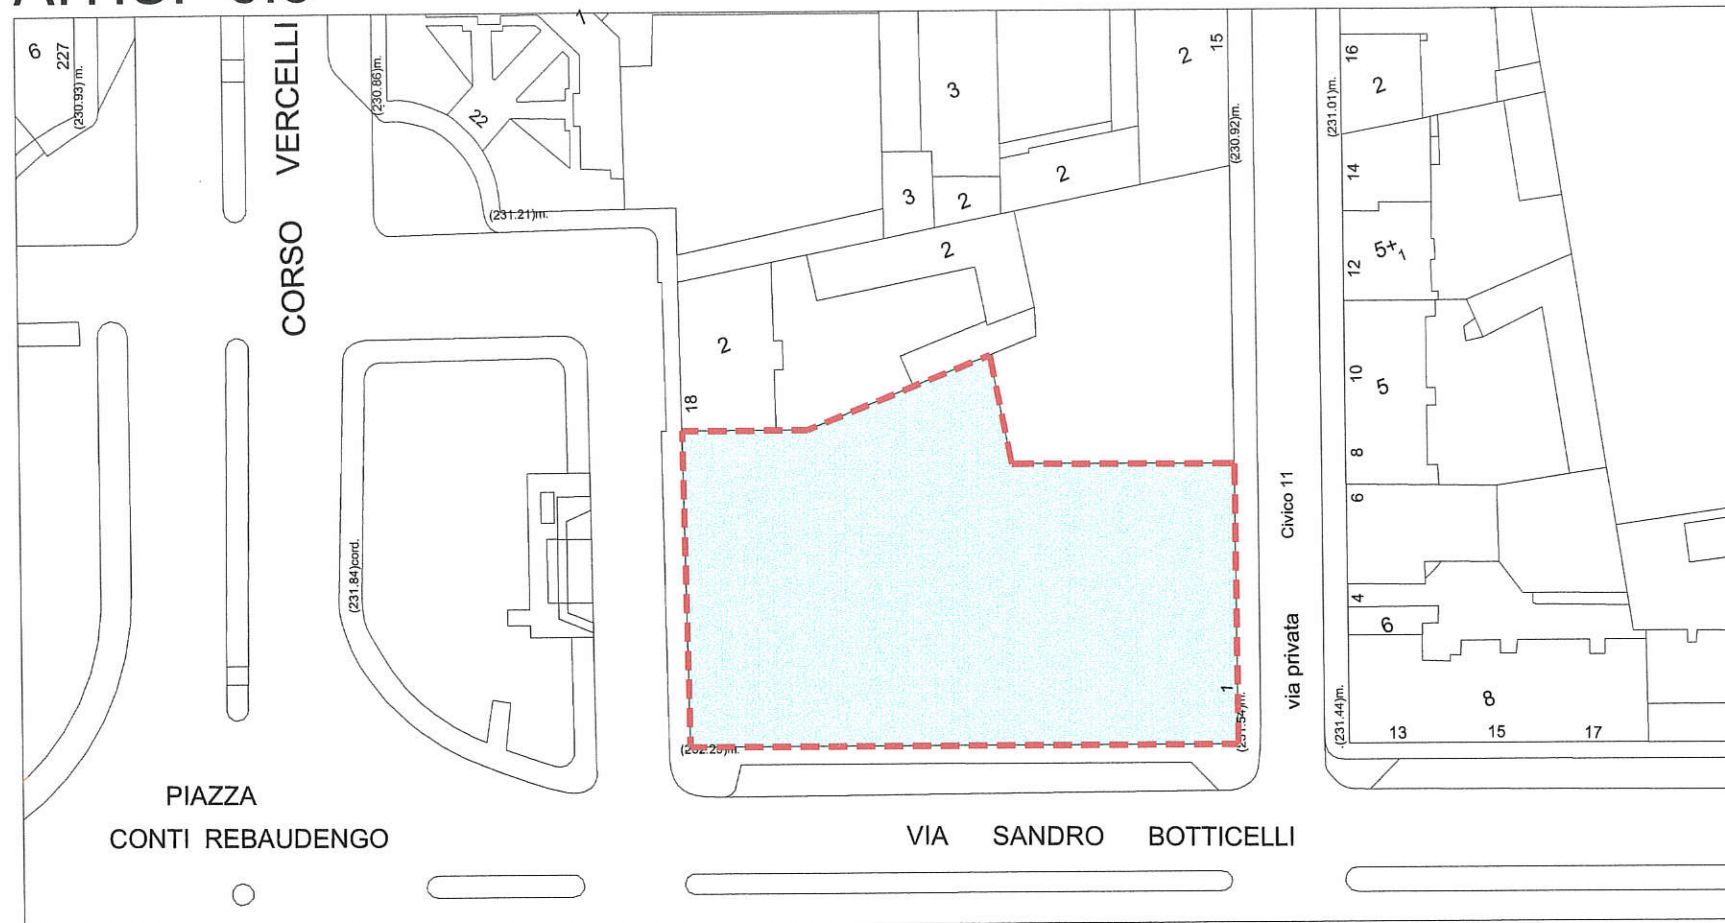 6
227
(230.93) m.
CORSO VERCELLI
(230.86)m.
22
1
(231.21)m.
3
3
2
2
2
15
(230.92)m.
2
2
18
16
2
(231.01)m.
14
12
5+1
10
5
8
6
4
6
8
13 15 17
(231.44)m.
Civico 11
via privata
1
(231.54)m.
(231.84)cord.
PIAZZA
CONTI REBAUDENGO
VIA SANDRO BOTTICELLI